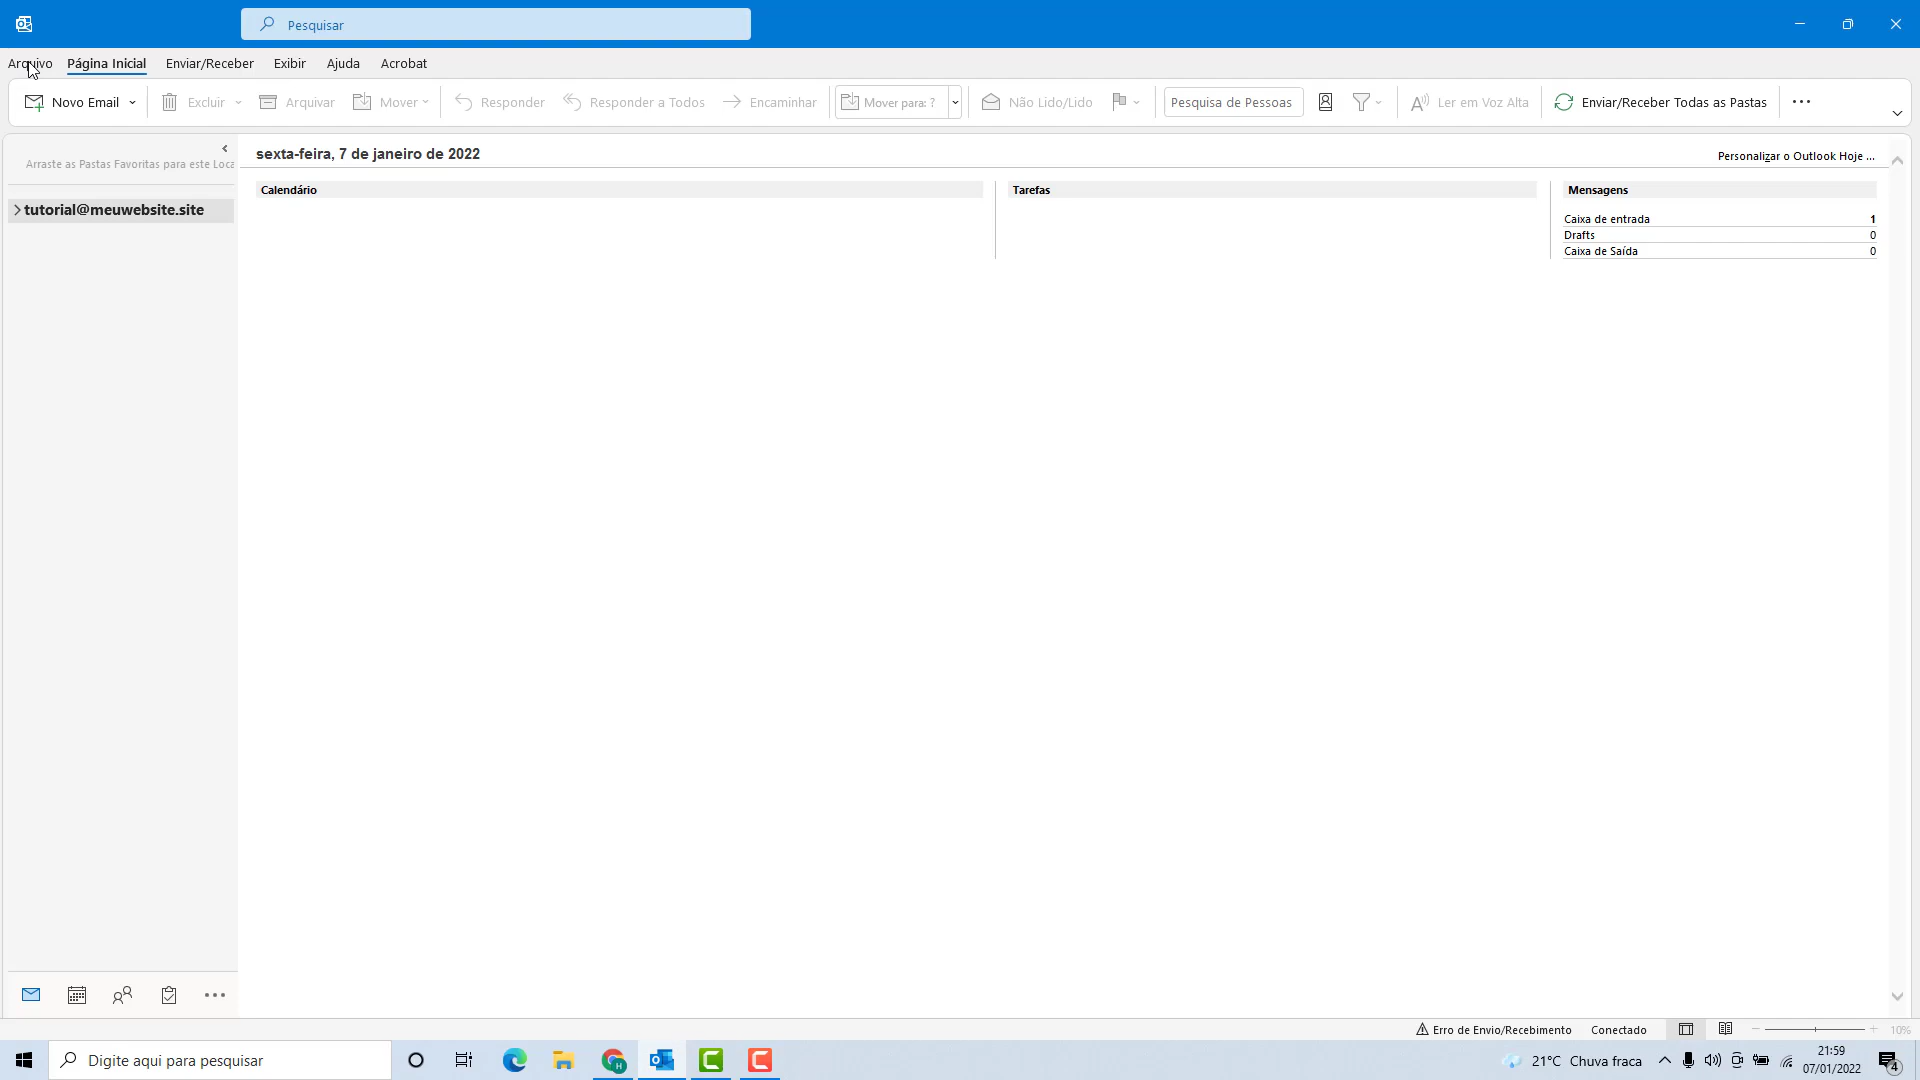 Pesquisar
Arquivo Página Inicial Enviar/Receber Exibir Ajuda Acrobat
Novo Email Excluir Arquivar Mover Responder Responder a Todos Encaminhar Mover para: ? Não Lido/Lido Pesquisa de Pessoas Ler em Voz Alta Enviar/Receber Todas as Pastas
sexta-feira, 7 de janeiro de 2022
Personalizar o Outlook Hoje ...
Arraste as Pastas Favoritas para este Loca
Calendário Tarefas Mensagens
tutorial@meuwebsite.site
Caixa de entrada 1
Drafts 0
Caixa de Saída 0
Erro de Envio/Recebimento Conectado 10%
Digite aqui para pesquisar
21°C Chuva fraca
21:59
07/01/2022
4